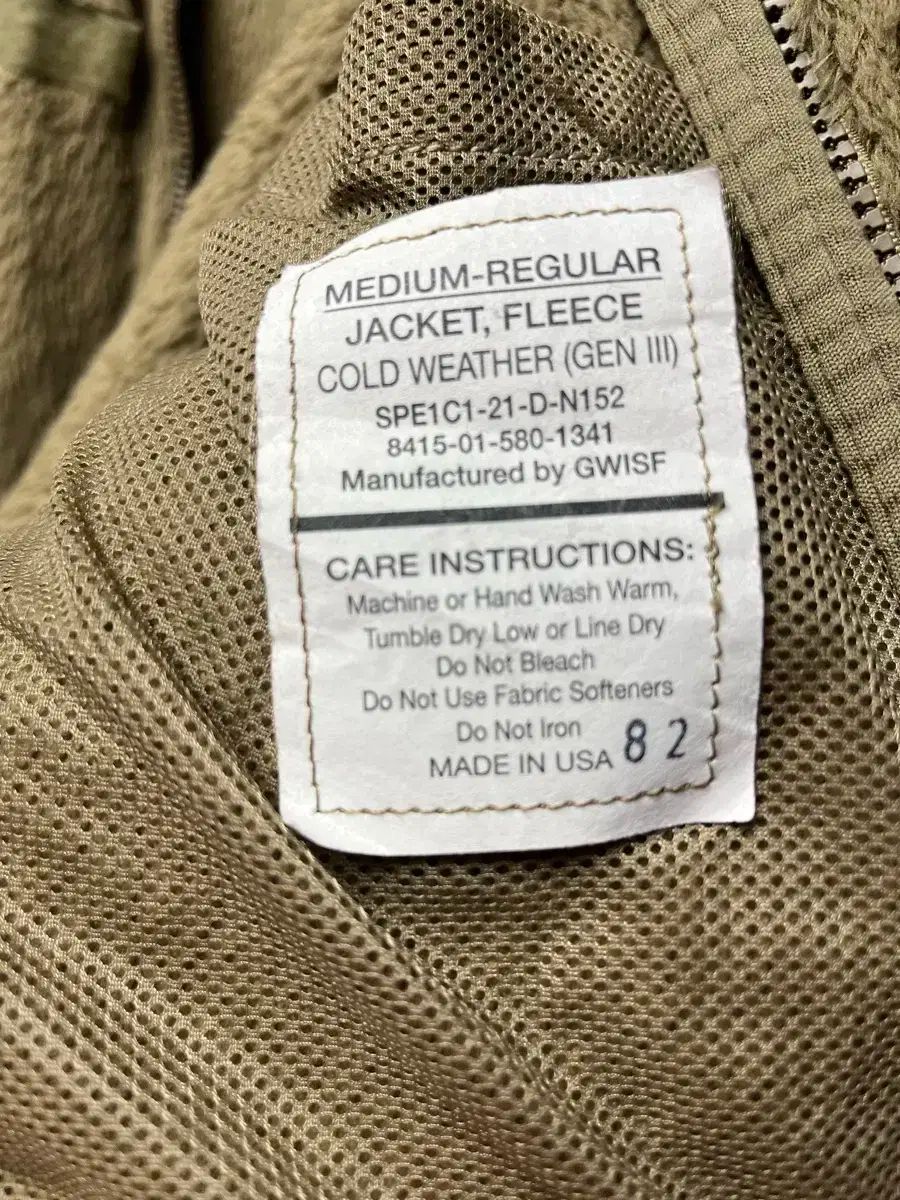 MEDIUM-REGULAR
JACKET, FLEECE
COLD WEATHER (GEN III)
SPE1C1-21-D-N152
8415-01-580-1341
Manufactured by GWISF
CARE INSTRUCTIONS:
Machine or Hand Wash Warm,
Tumble Dry Low or Line Dry
Do Not Bleach
Do Not Use Fabric Softeners
Do Not Iron
MADE IN USA 82